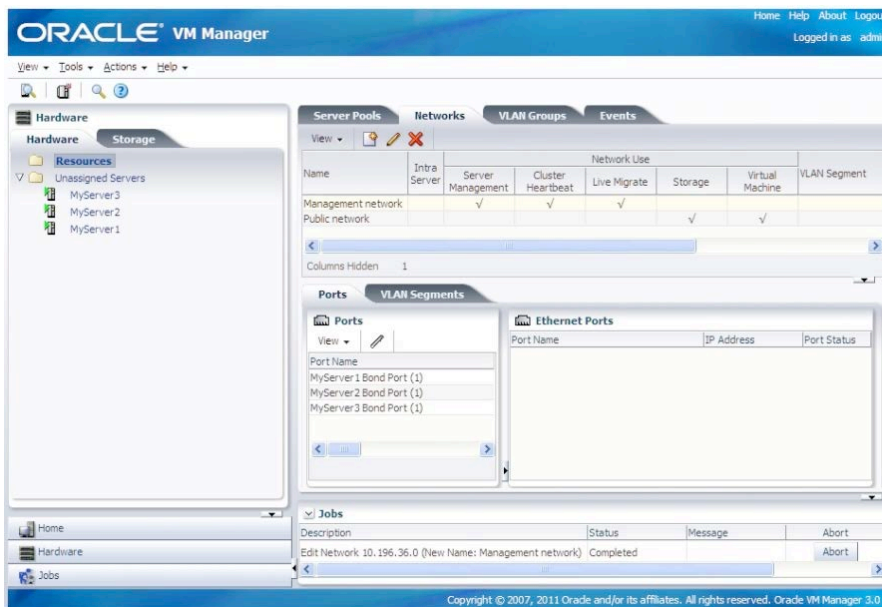 Home Help About Logou
ORACLE VM Manager
Logged in as admi
View Tools Actions Help
Hardware
Hardware Storage
Resources
Unassigned Servers
MyServer3
MyServer2
MyServer1
Home
Hardware
Jobs
Server Pools Networks VLAN Groups Events
View
Network Use
Name Intra Server Server Management Cluster Heartbeat Live Migrate Storage Virtual Machine VLAN Segment
Management network √ √ √
Public network √ √
Columns Hidden 1
Ports VLAN Segments
Ports
View
Port Name
MyServer1 Bond Port (1)
MyServer2 Bond Port (1)
MyServer3 Bond Port (1)
Ethernet Ports
Port Name IP Address Port Status
Jobs
Description Status Message Abort
Edit Network 10.196.36.0 (New Name: Management network) Completed Abort
Copyright © 2007, 2011 Oracle and/or its affiliates. All rights reserved. Oracle VM Manager 3.0